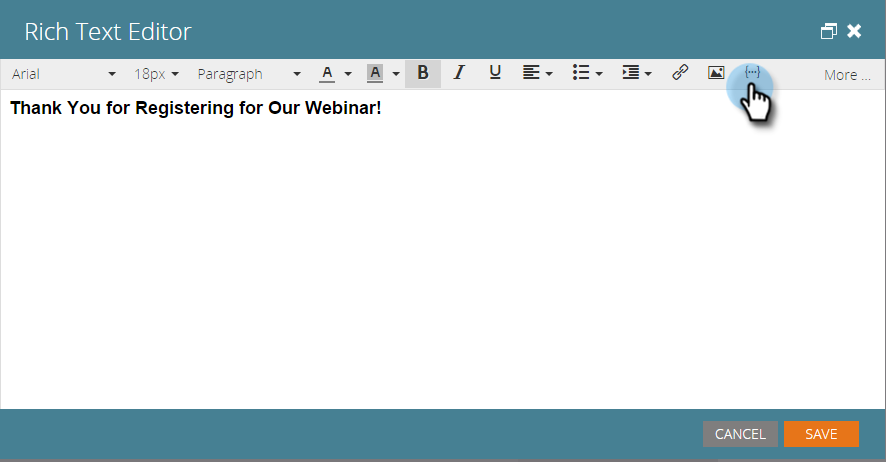 Rich Text Editor
Arial 18px Paragraph A A B I U {···} More ...
Thank You for Registering for Our Webinar!
CANCEL SAVE